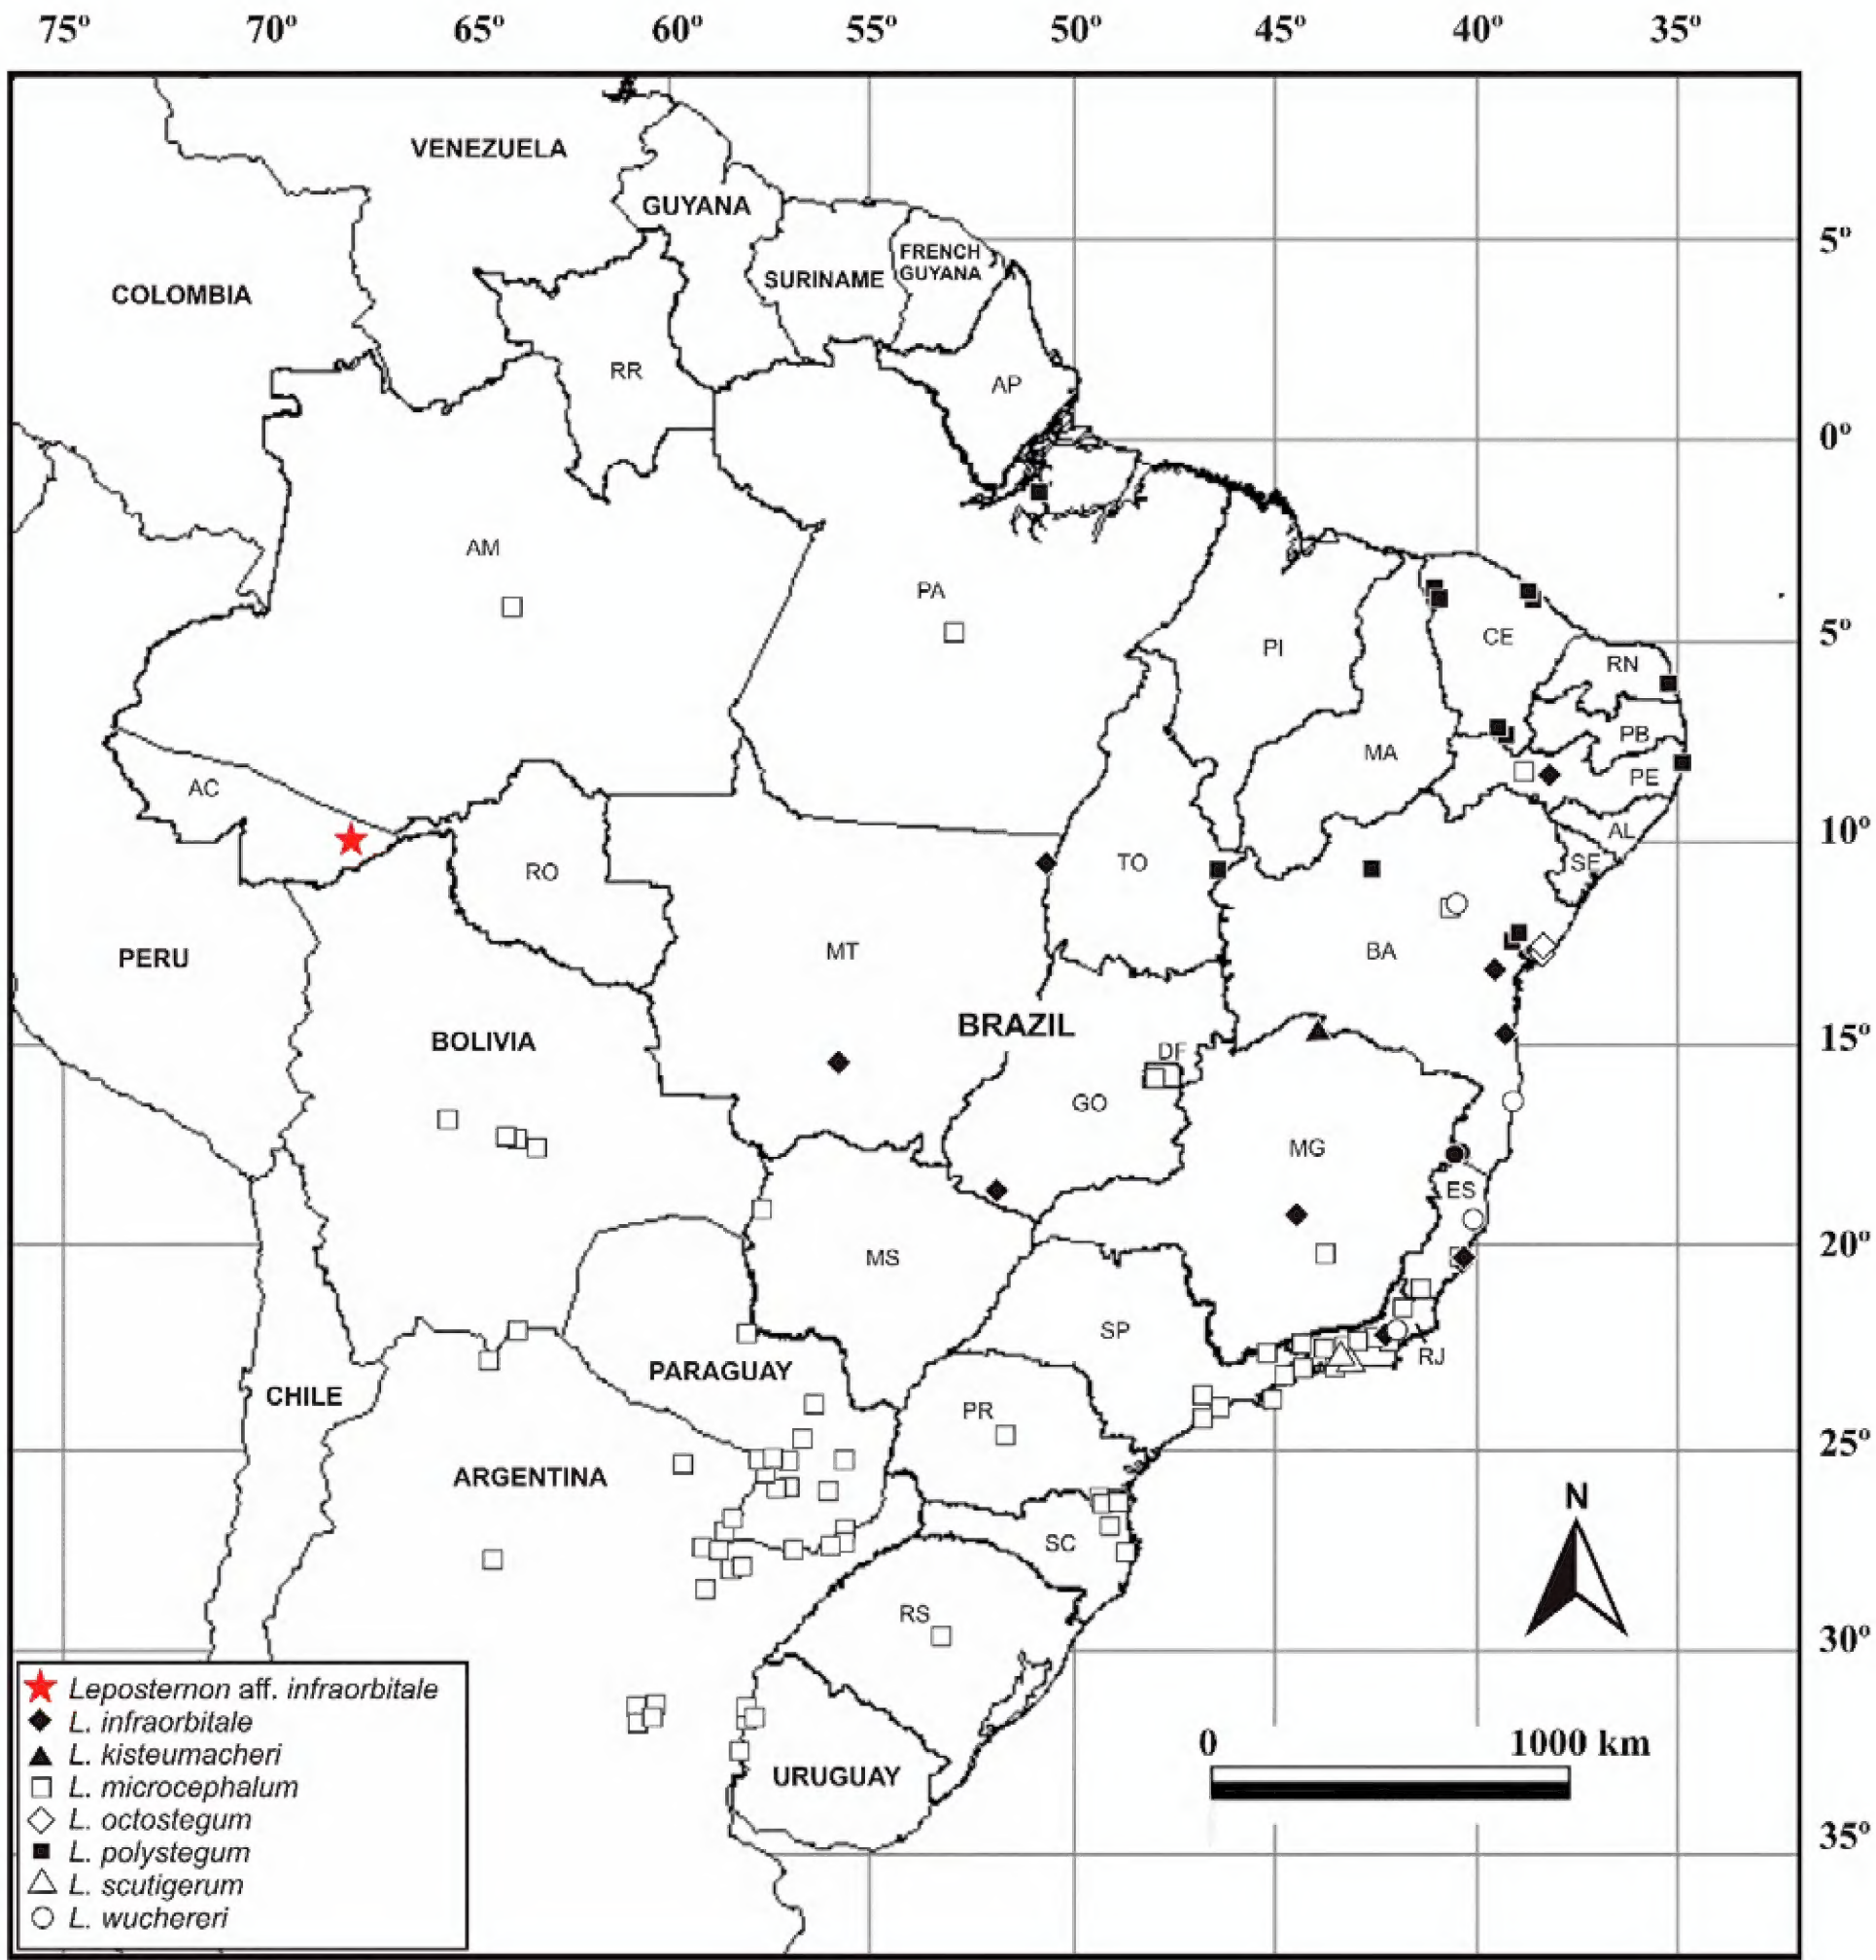 75º 70º 65º 60º 55º 50º 45º 40º 35º
VENEZUELA
GUYANA
FRENCH
GUYANA
SURINAME
5º
COLOMBIA
RR
AP
0º
AM
PA
CE
5º
PI
RN
PB
MA
PE
AC
AL
10º
RO
TO
SE
PERU
MT
BA
BRAZIL
BOLIVIA
15º
DF
GO
MG
ES
20º
MS
SP
RJ
PARAGUAY
CHILE
PR
25º
ARGENTINA
N
SC
RS
30º
Leposternon aff. infraorbitale
L. infraorbitale
L. kisteumacheri
L. microcephalum
L. octostegum
L. polystegum
L. scutigerum
L. wuchereri
0 1000 km
URUGUAY
35º